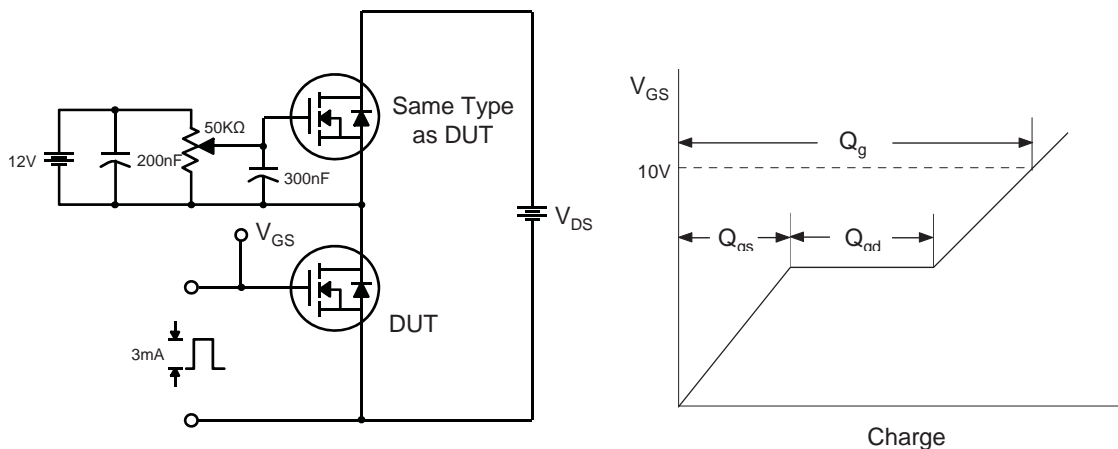 Same Type
as DUT
50KΩ
12V
200nF
300nF
V_GS
V_DS
DUT
3mA
V_GS
Q_g
10V
Q_gs
Q_gd
Charge